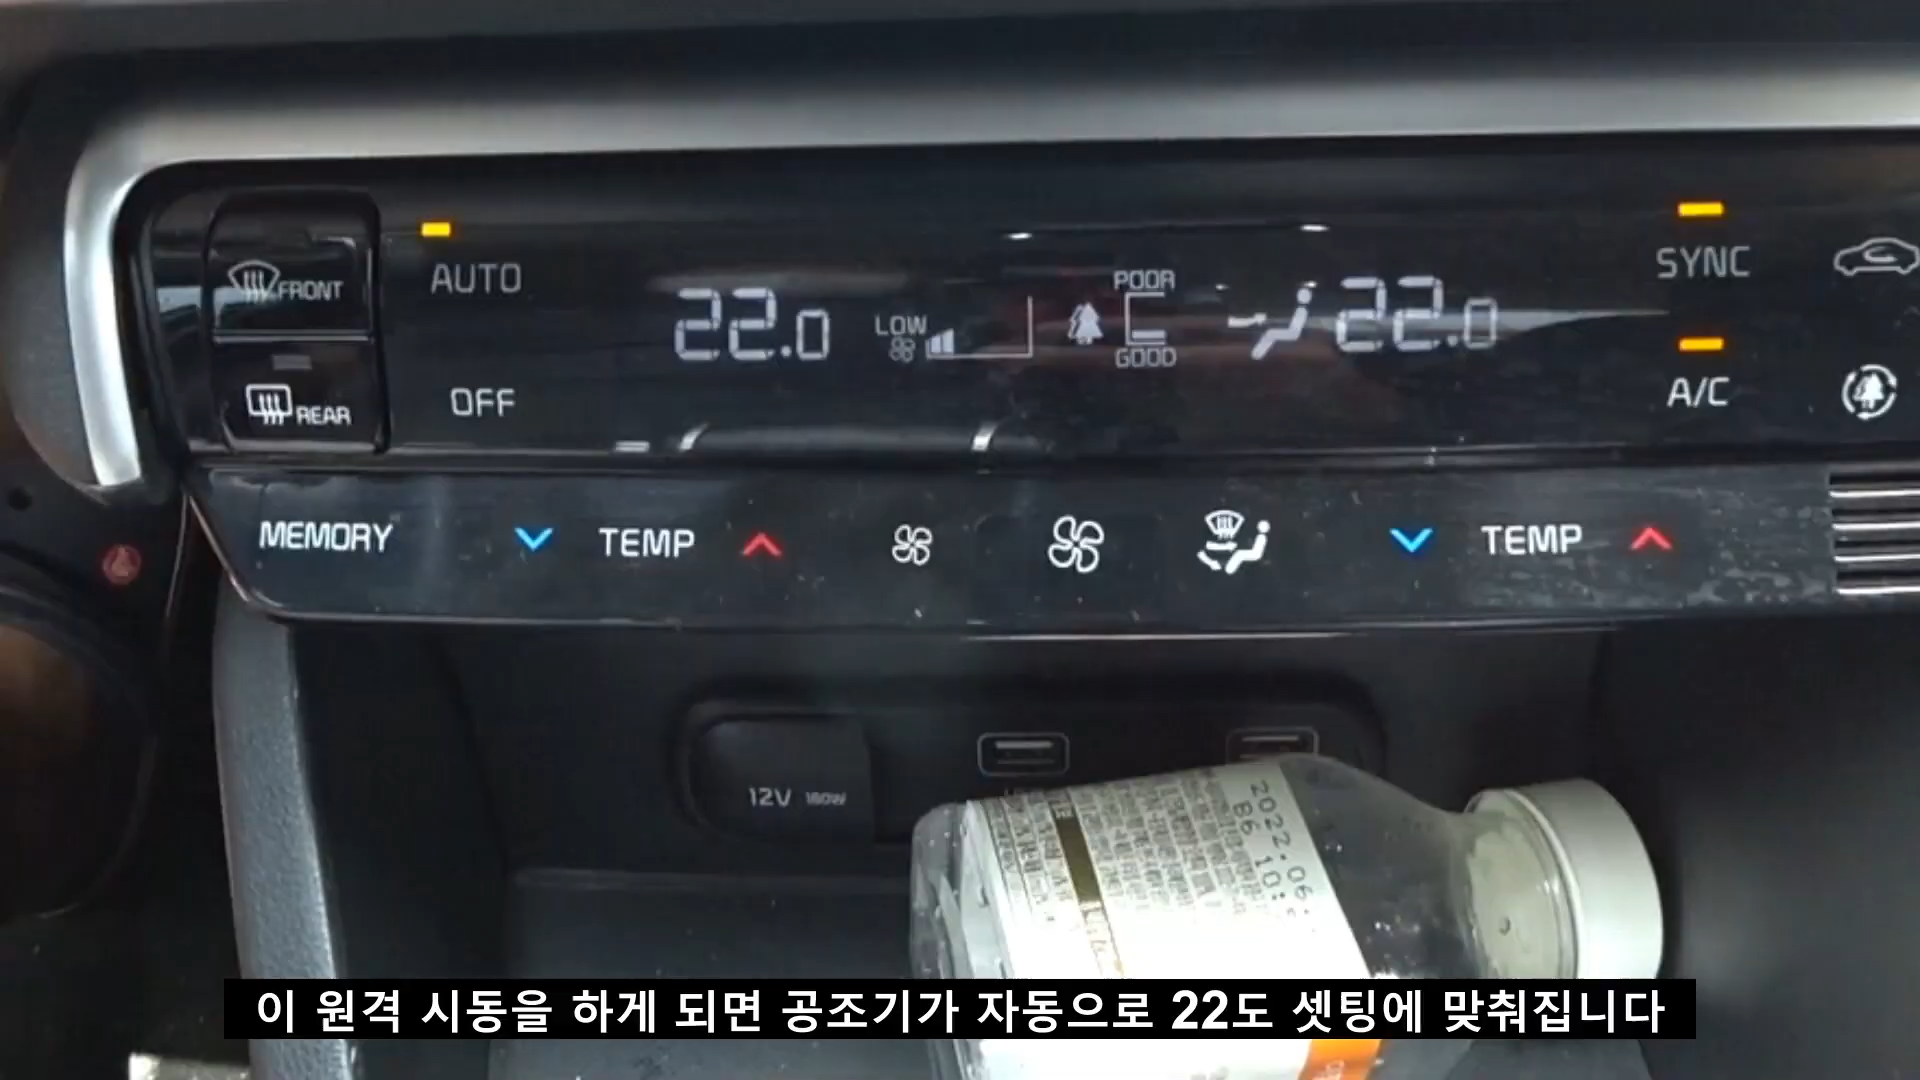 FRONT
AUTO
22.0
LOW
POOR
GOOD
22.0
SYNC
REAR
OFF
A/C
MEMORY
TEMP
TEMP
12V 180W
2022.06.
B6 10:
이 원격 시동을 하게 되면 공조기가 자동으로 22도 셋팅에 맞춰집니다